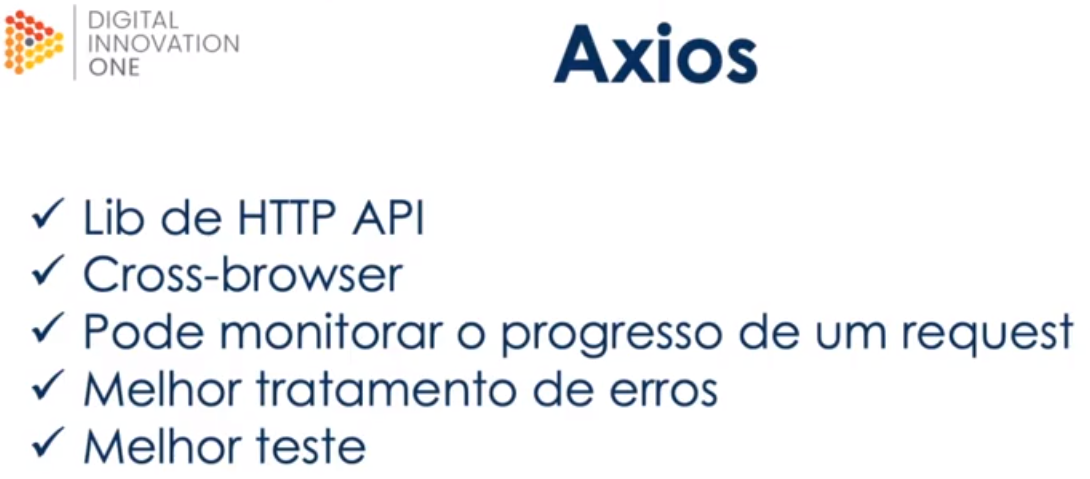 DIGITAL
INNOVATION
ONE
Axios
✓ Lib de HTTP API
✓ Cross-browser
✓ Pode monitorar o progresso de um request
✓ Melhor tratamento de erros
✓ Melhor teste